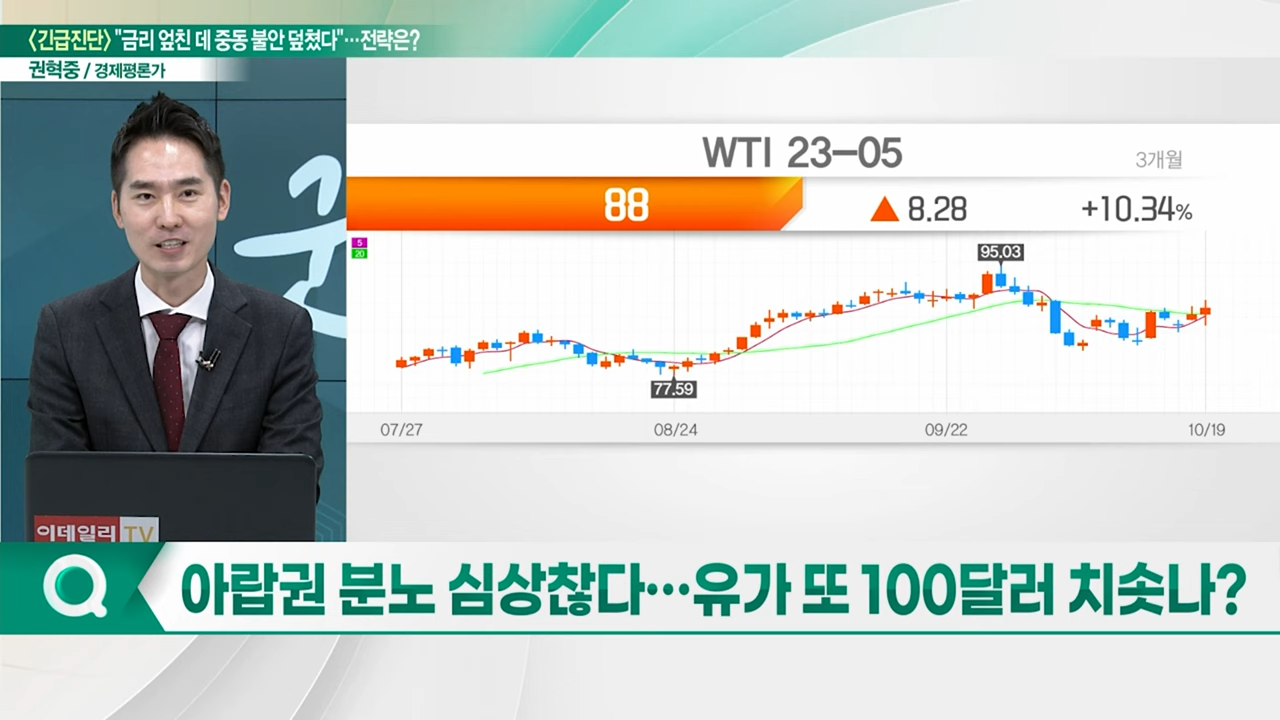 <긴급진단> "금리 엎친 데 중동 불안 덮쳤다"…전략은?
권혁중 / 경제평론가
WTI 23-05
3개월
88
▲ 8.28
+10.34%
5
20
95.03
77.59
07/27
08/24
09/22
10/19
이데일리 TV
아랍권 분노 심상찮다…유가 또 100달러 치솟나?